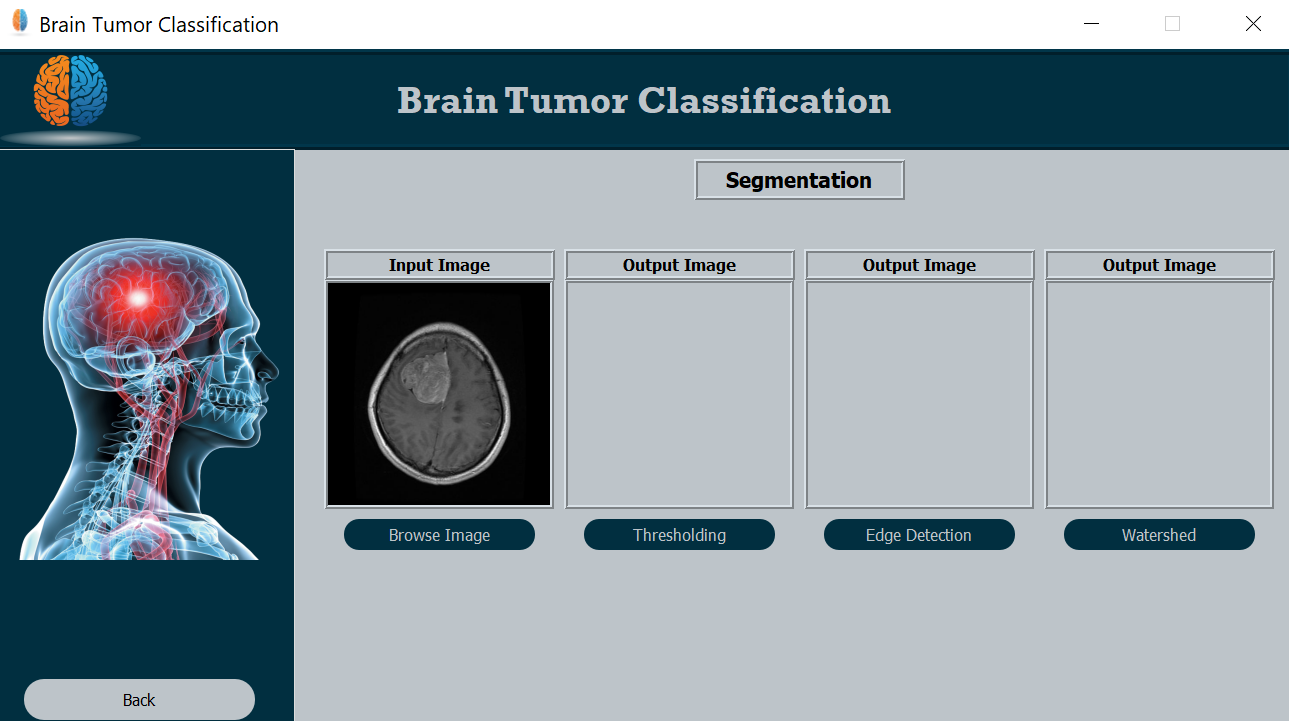 Brain Tumor Classification
Brain Tumor Classification
Segmentation
Input Image
Output Image
Output Image
Output Image
Browse Image
Thresholding
Edge Detection
Watershed
Back